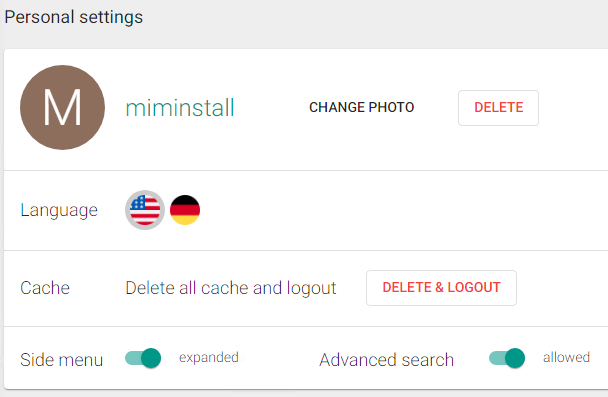 Personal settings
M miminstall CHANGE PHOTO DELETE
Language
Cache Delete all cache and logout DELETE & LOGOUT
Side menu expanded Advanced search allowed